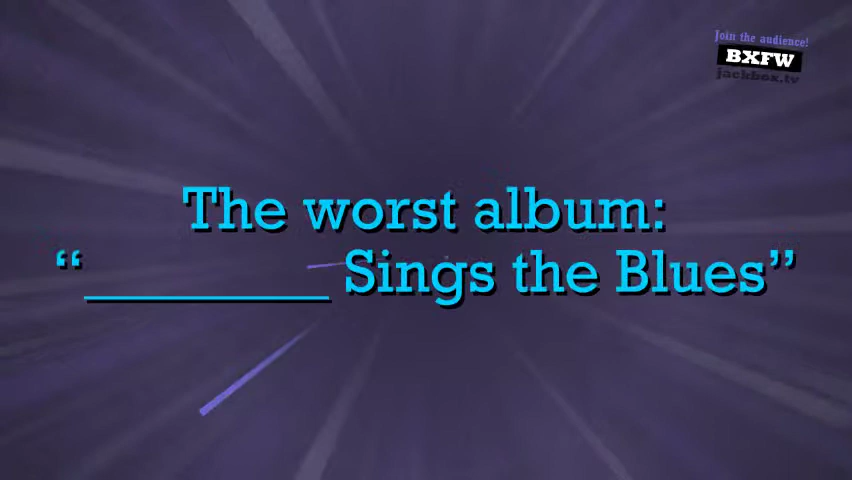 Join the audience!
BXFW
jackbox.tv
The worst album:
“________ Sings the Blues”